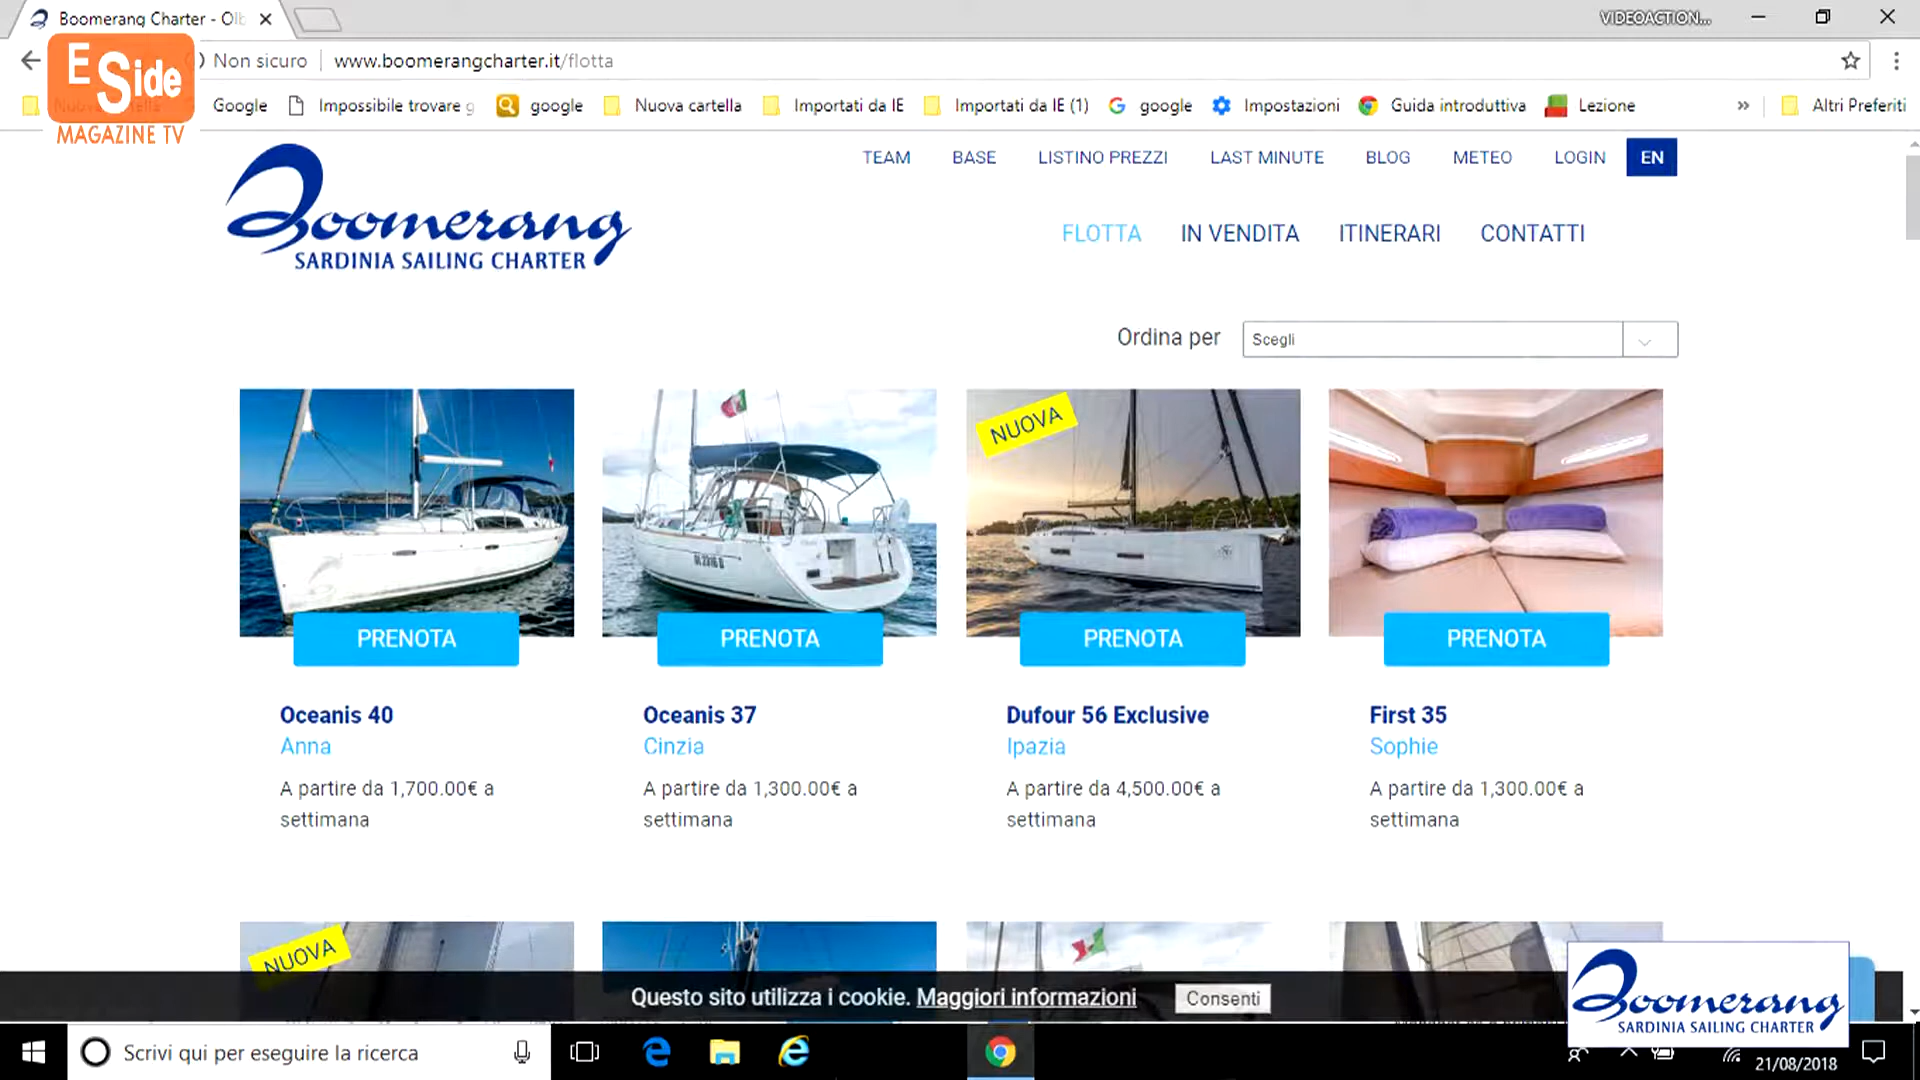 Boomerang Charter - Olb
VIDEOACTION...
E Side
MAGAZINE TV
Non sicuro
www.boomerangcharter.it/flotta
Google
Impossibile trovare g
google
Nuova cartella
Importati da IE
Importati da IE (1)
google
Impostazioni
Guida introduttiva
Lezione
»
Altri Preferiti
Boomerang
SARDINIA SAILING CHARTER
TEAM
BASE
LISTINO PREZZI
LAST MINUTE
BLOG
METEO
LOGIN
EN
FLOTTA
IN VENDITA
ITINERARI
CONTATTI
Ordina per
Scegli
NUOVA
PRENOTA
PRENOTA
PRENOTA
PRENOTA
Oceanis 40
Anna
A partire da 1,700.00€ a
settimana
Oceanis 37
Cinzia
A partire da 1,300.00€ a
settimana
Dufour 56 Exclusive
Ipazia
A partire da 4,500.00€ a
settimana
First 35
Sophie
A partire da 1,300.00€ a
settimana
NUOVA
Questo sito utilizza i cookie. Maggiori informazioni
Consenti
Boomerang
SARDINIA SAILING CHARTER
Scrivi qui per eseguire la ricerca
21/08/2018